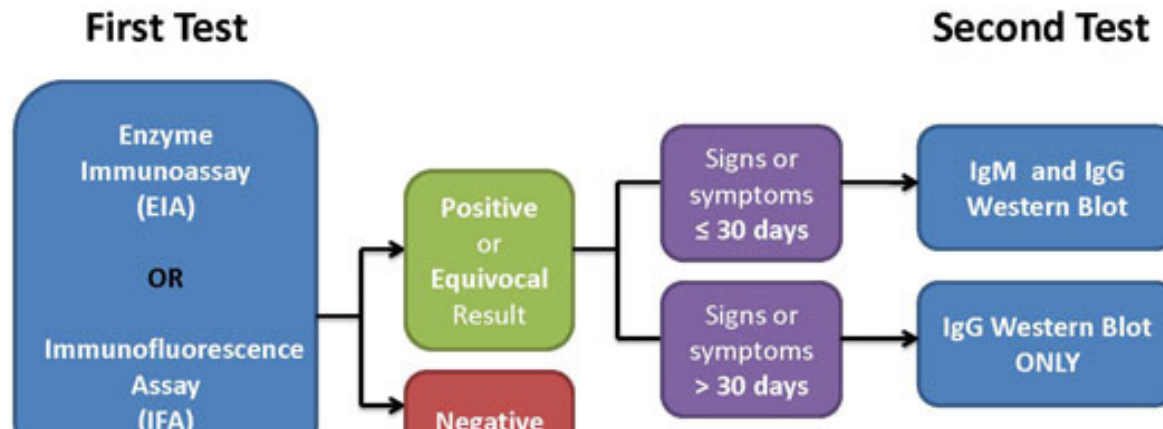 First Test
Second Test
Enzyme
Immunoassay
(EIA)
OR
Immunofluorescence
Assay
(IFA)
Positive
or
Equivocal
Result
Negative
Signs or
symptoms
≤ 30 days
Signs or
symptoms
> 30 days
IgM and IgG
Western Blot
IgG Western Blot
ONLY